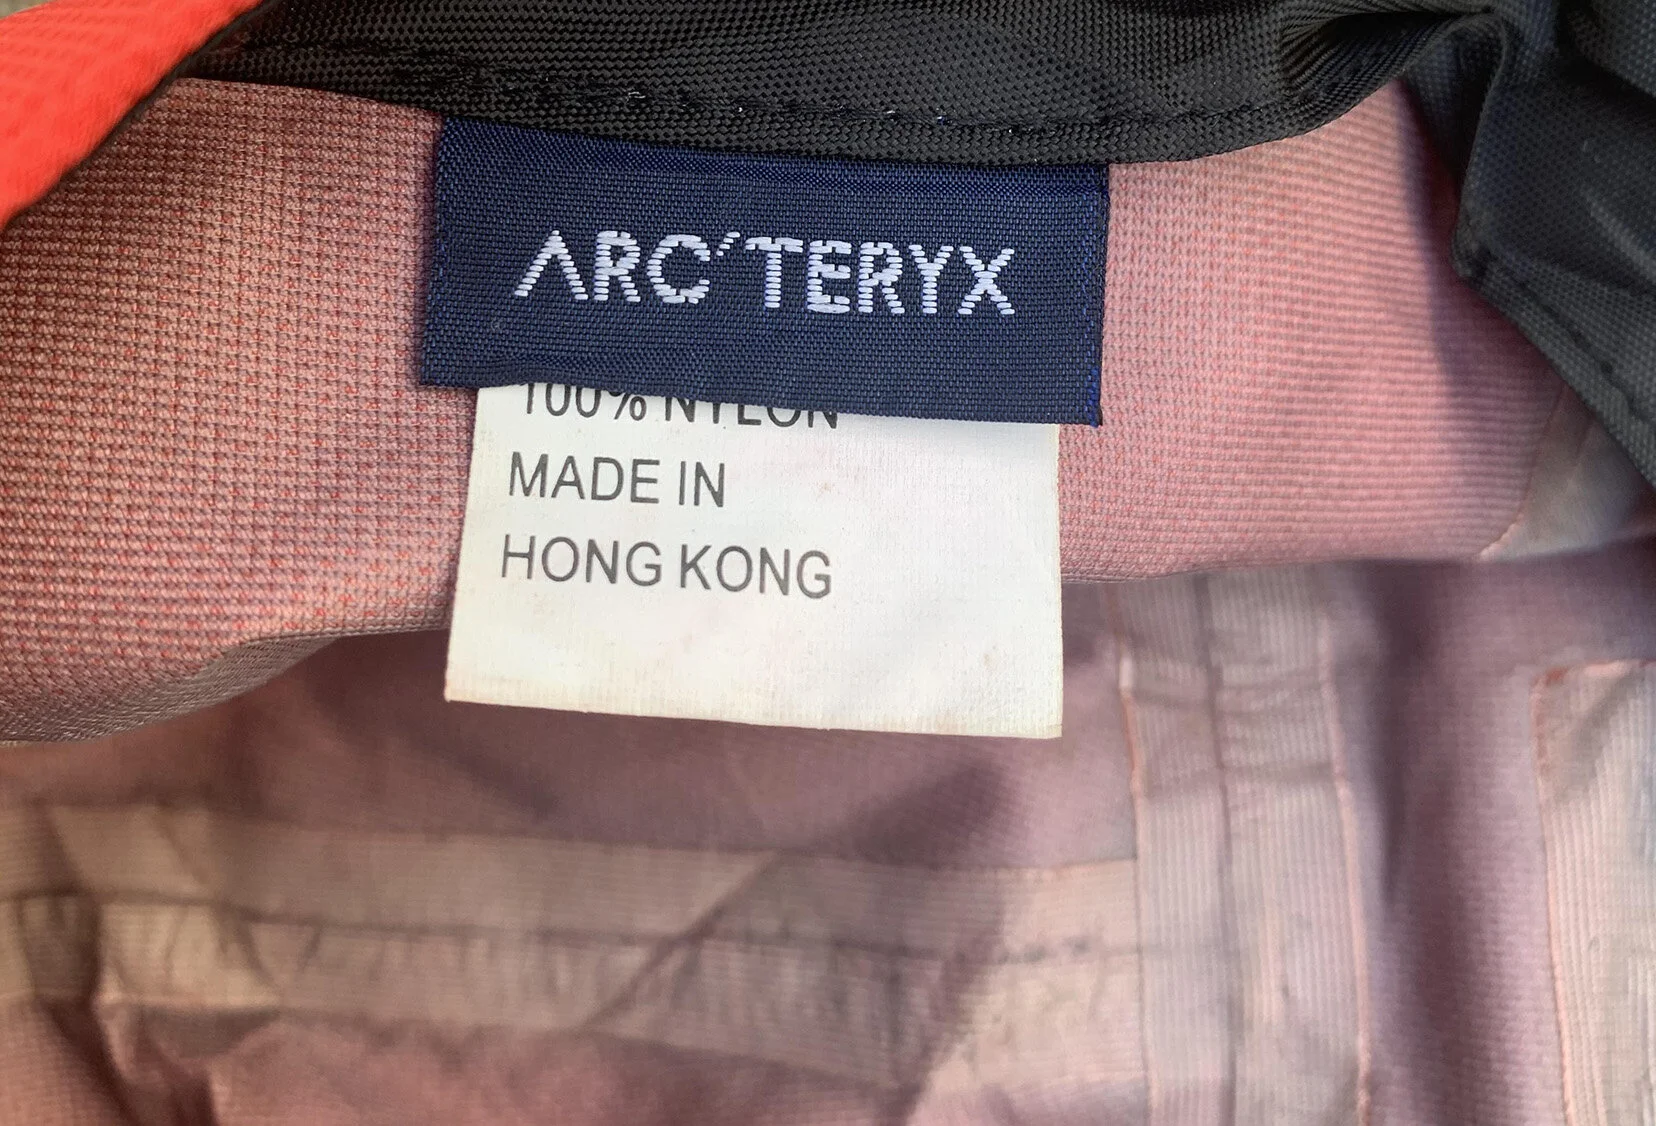 ARC'TERYX
100% NYLON
MADE IN
HONG KONG